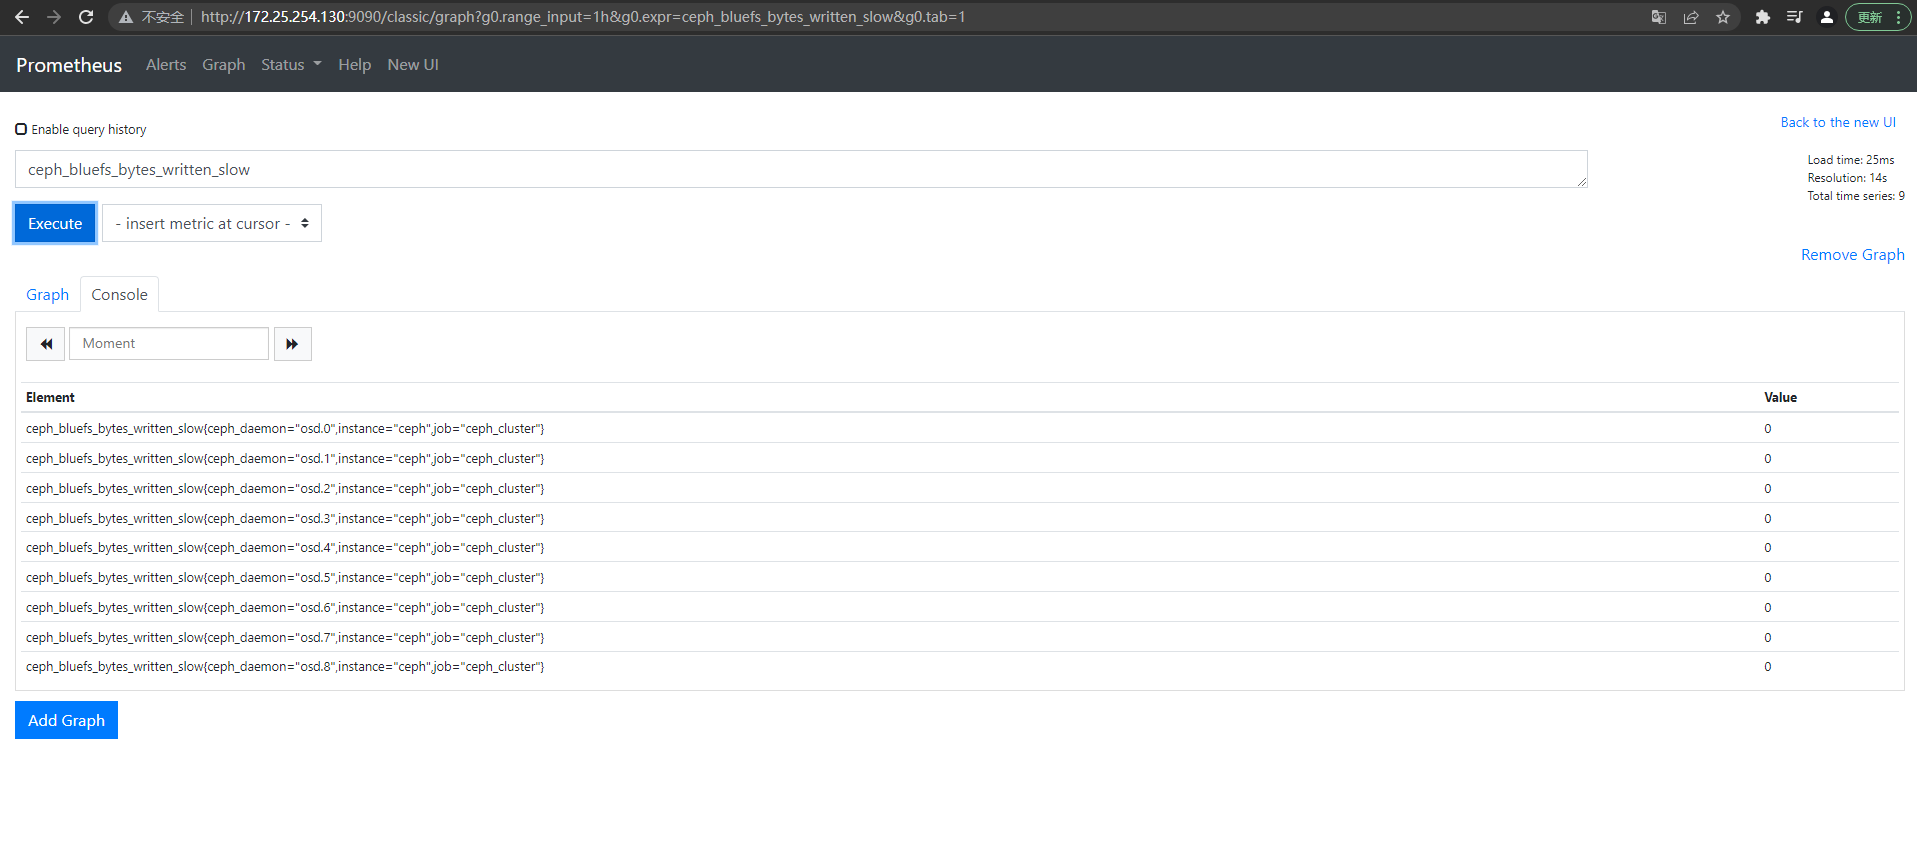 不安全 http://172.25.254.130:9090/classic/graph?g0.range_input=1h&g0.expr=ceph_bluefs_bytes_written_slow&g0.tab=1 更新
Prometheus Alerts Graph Status Help New UI
Enable query history
Back to the new UI
ceph_bluefs_bytes_written_slow
Load time: 25ms
Resolution: 14s
Total time series: 9
Execute - insert metric at cursor -
Remove Graph
Graph Console
Moment
Element Value
ceph_bluefs_bytes_written_slow{ceph_daemon="osd.0",instance="ceph",job="ceph_cluster"} 0
ceph_bluefs_bytes_written_slow{ceph_daemon="osd.1",instance="ceph",job="ceph_cluster"} 0
ceph_bluefs_bytes_written_slow{ceph_daemon="osd.2",instance="ceph",job="ceph_cluster"} 0
ceph_bluefs_bytes_written_slow{ceph_daemon="osd.3",instance="ceph",job="ceph_cluster"} 0
ceph_bluefs_bytes_written_slow{ceph_daemon="osd.4",instance="ceph",job="ceph_cluster"} 0
ceph_bluefs_bytes_written_slow{ceph_daemon="osd.5",instance="ceph",job="ceph_cluster"} 0
ceph_bluefs_bytes_written_slow{ceph_daemon="osd.6",instance="ceph",job="ceph_cluster"} 0
ceph_bluefs_bytes_written_slow{ceph_daemon="osd.7",instance="ceph",job="ceph_cluster"} 0
ceph_bluefs_bytes_written_slow{ceph_daemon="osd.8",instance="ceph",job="ceph_cluster"} 0
Add Graph